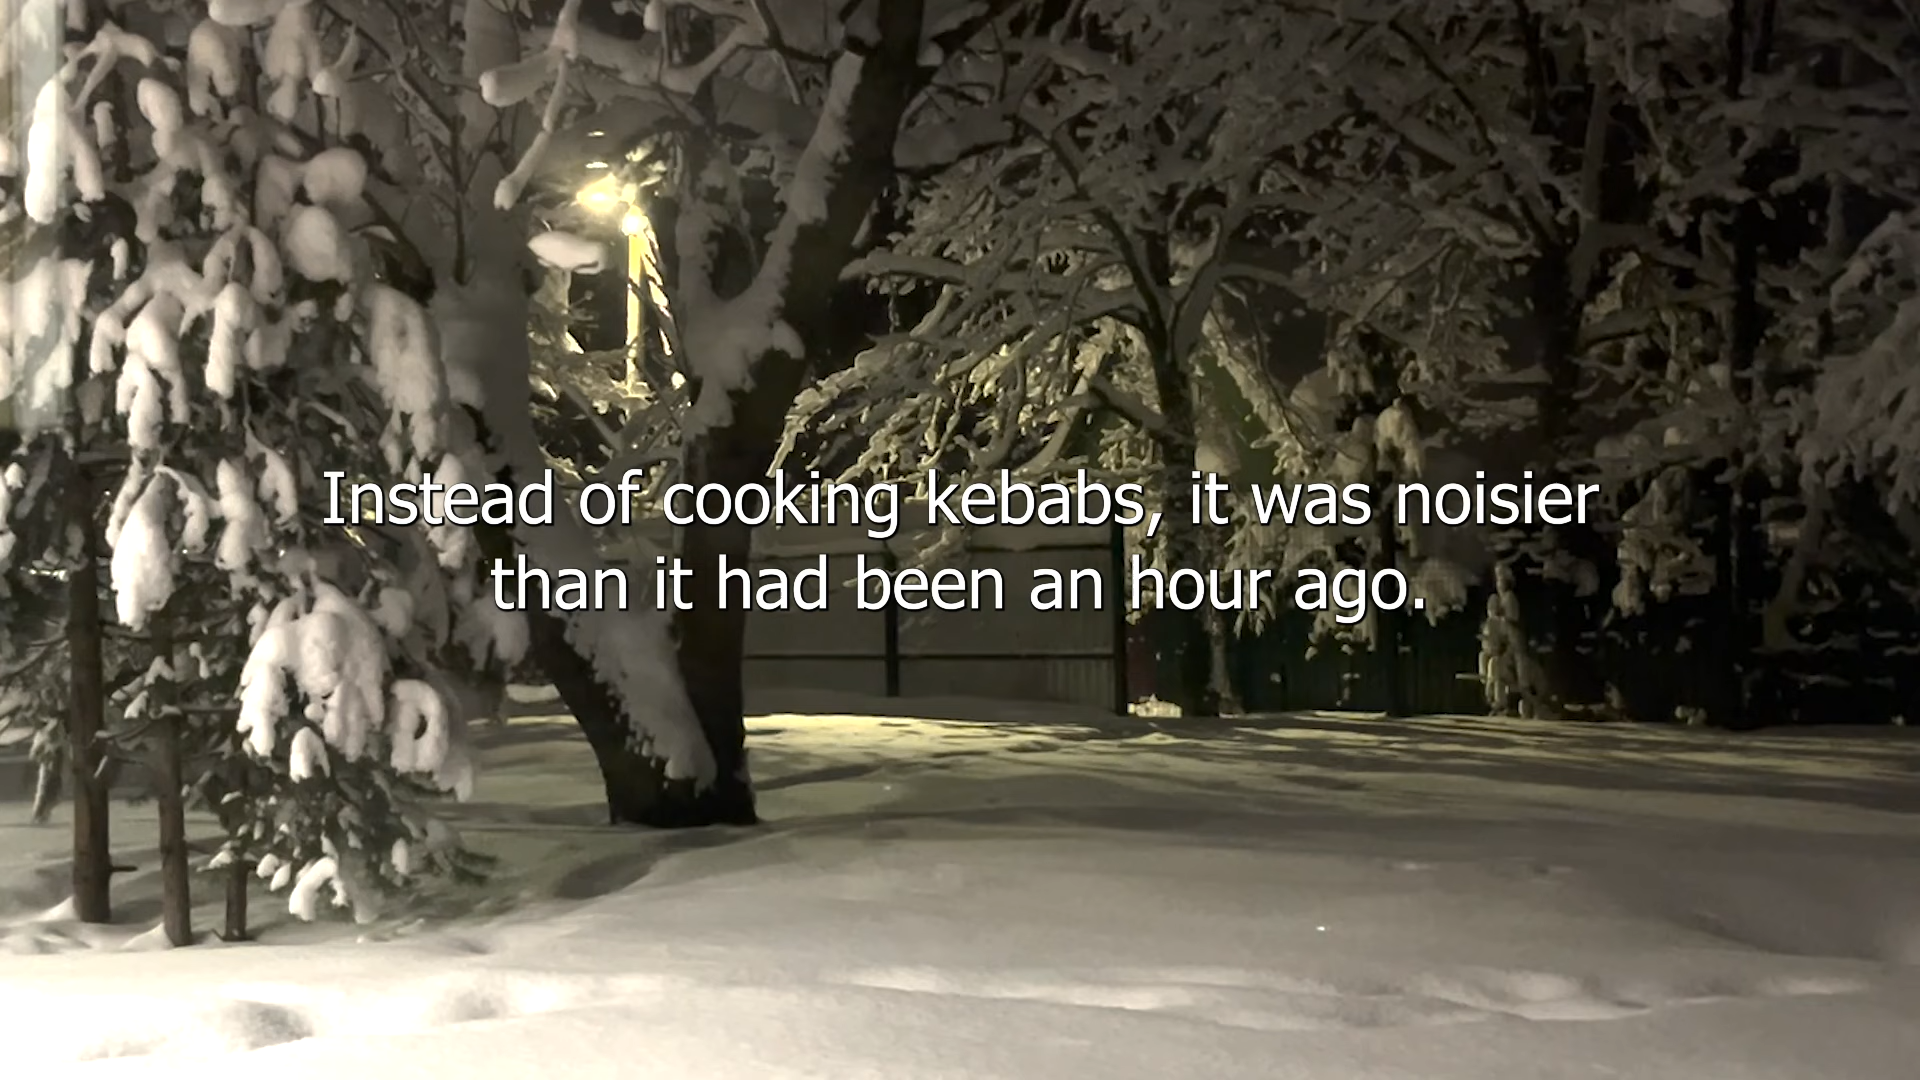 Instead of cooking kebabs, it was noisier
than it had been an hour ago.